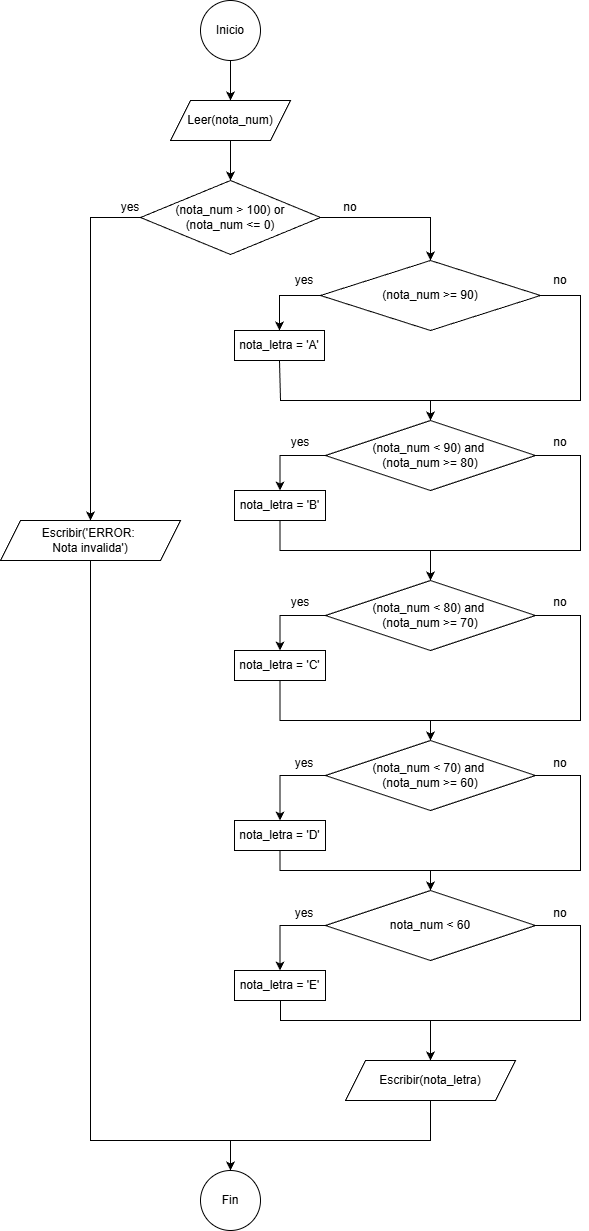 Inicio
Leer(nota_num)
(nota_num > 100) or
(nota_num <= 0)
yes
no
(nota_num >= 90)
yes
no
nota_letra = 'A'
(nota_num < 90) and
(nota_num >= 80)
yes
no
nota_letra = 'B'
Escribir('ERROR:
Nota invalida')
(nota_num < 80) and
(nota_num >= 70)
yes
no
nota_letra = 'C'
(nota_num < 70) and
(nota_num >= 60)
yes
no
nota_letra = 'D'
nota_num < 60
yes
no
nota_letra = 'E'
Escribir(nota_letra)
Fin